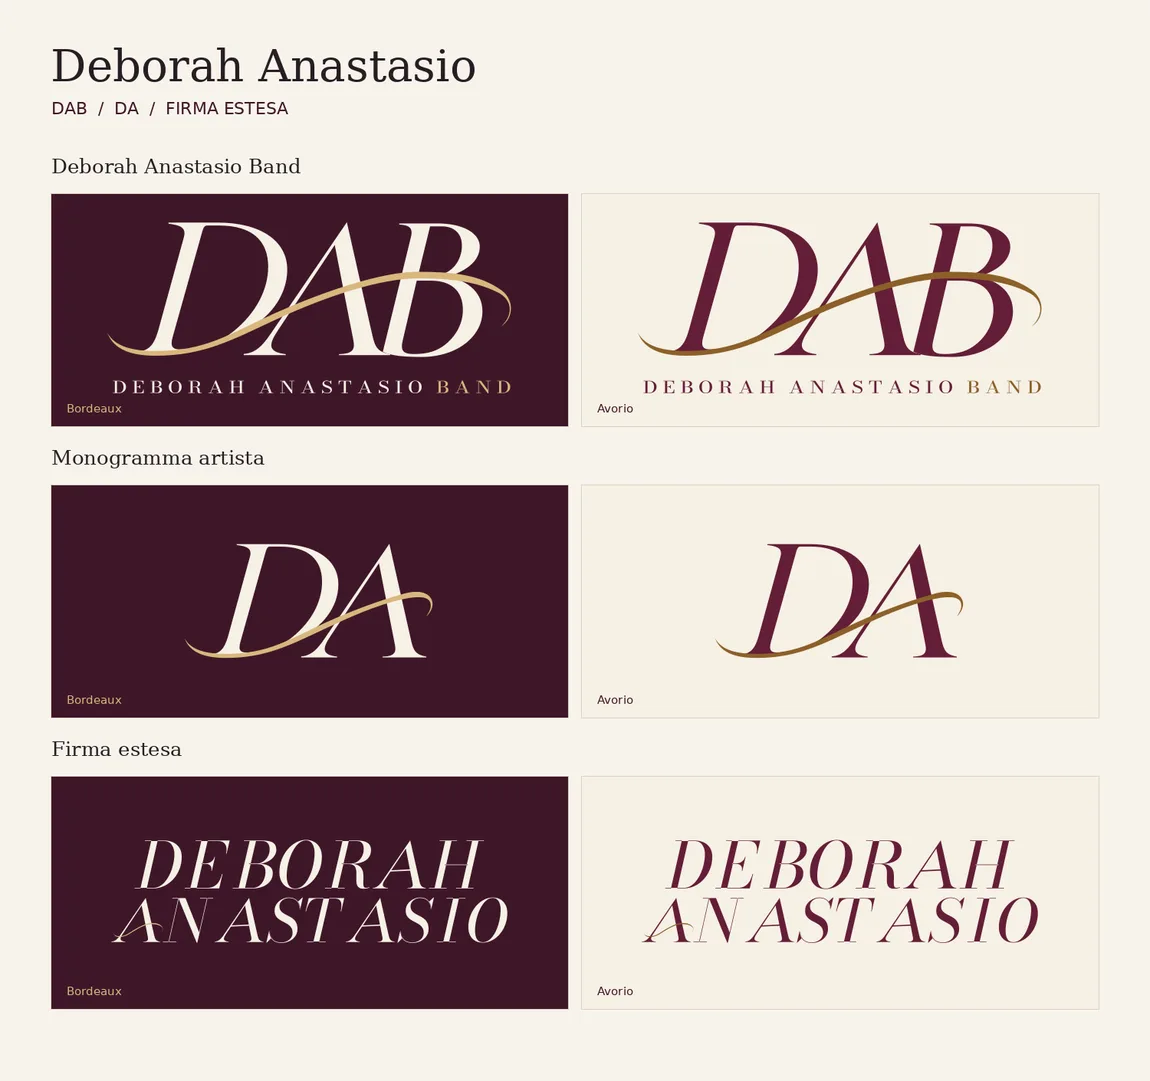 Deborah Anastasio
DAB / DA / FIRMA ESTESA
Deborah Anastasio Band
DAB
DEBORAH ANASTASIO BAND
Bordeaux
DAB
DEBORAH ANASTASIO BAND
Avorio
Monogramma artista
DA
Bordeaux
DA
Avorio
Firma estesa
DEBORAH
ANASTASIO
Bordeaux
DEBORAH
ANASTASIO
Avorio